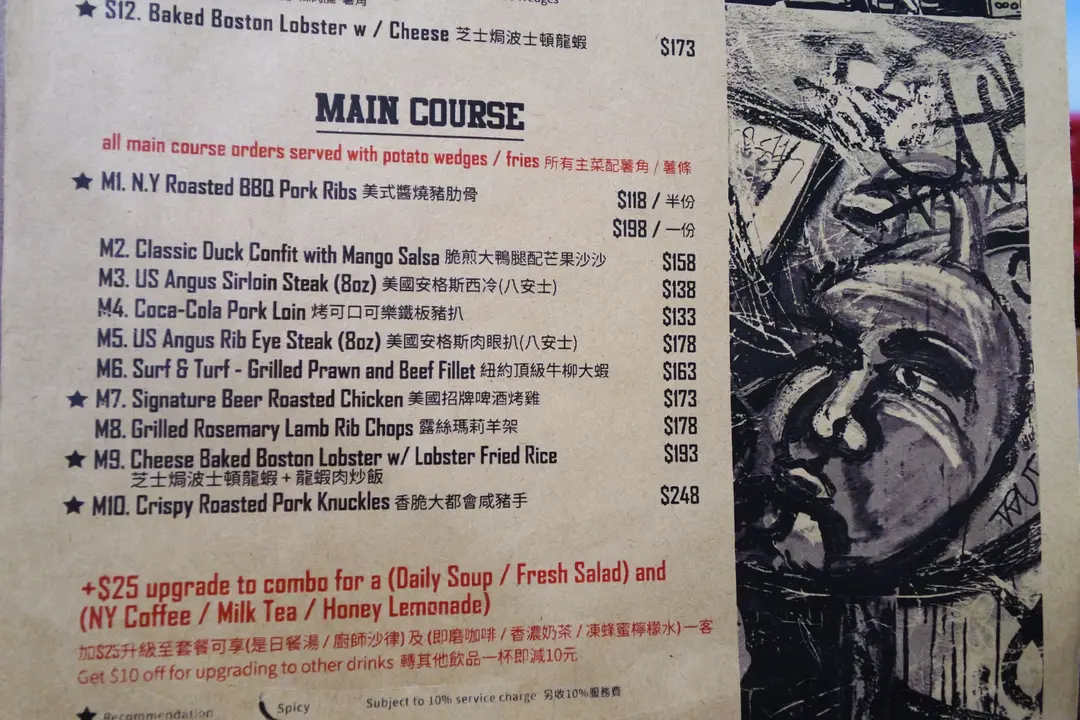 薯角
S12. Baked Boston Lobster w / Cheese 芝士焗波士頓龍蝦 $173
MAIN COURSE
all main course orders served with potato wedges / fries 所有主菜配薯角 / 薯條
M1. N.Y Roasted BBQ Pork Ribs 美式醬燒豬肋骨 $118 / 半份
$198 / 一份
M2. Classic Duck Confit with Mango Salsa 脆煎大鴨腿配芒果沙沙 $158
M3. US Angus Sirloin Steak (8oz) 美國安格斯西冷(八安士) $138
M4. Coca-Cola Pork Loin 烤可口可樂鐵板豬扒 $133
M5. US Angus Rib Eye Steak (8oz) 美國安格斯肉眼扒(八安士) $178
M6. Surf & Turf - Grilled Prawn and Beef Fillet 紐約頂級牛柳大蝦 $163
M7. Signature Beer Roasted Chicken 美國招牌啤酒烤雞 $173
M8. Grilled Rosemary Lamb Rib Chops 露絲瑪莉羊架 $178
M9. Cheese Baked Boston Lobster w/ Lobster Fried Rice $193
芝士焗波士頓龍蝦 + 龍蝦肉炒飯
M10. Crispy Roasted Pork Knuckles 香脆大都會咸豬手 $248
+$25 upgrade to combo for a (Daily Soup / Fresh Salad) and
(NY Coffee / Milk Tea / Honey Lemonade)
加$25升級至套餐可享(是日餐湯 / 廚師沙律) 及 (即磨咖啡 / 香濃奶茶 / 凍蜂蜜檸檬水) 一客
Get $10 off for upgrading to other drinks 轉其他飲品一杯即減10元
Recommendation Spicy Subject to 10% service charge 另收10%服務費